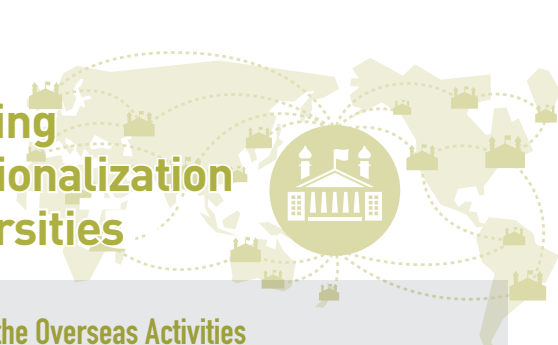 ing
ionalization
rsities
the Overseas Activities